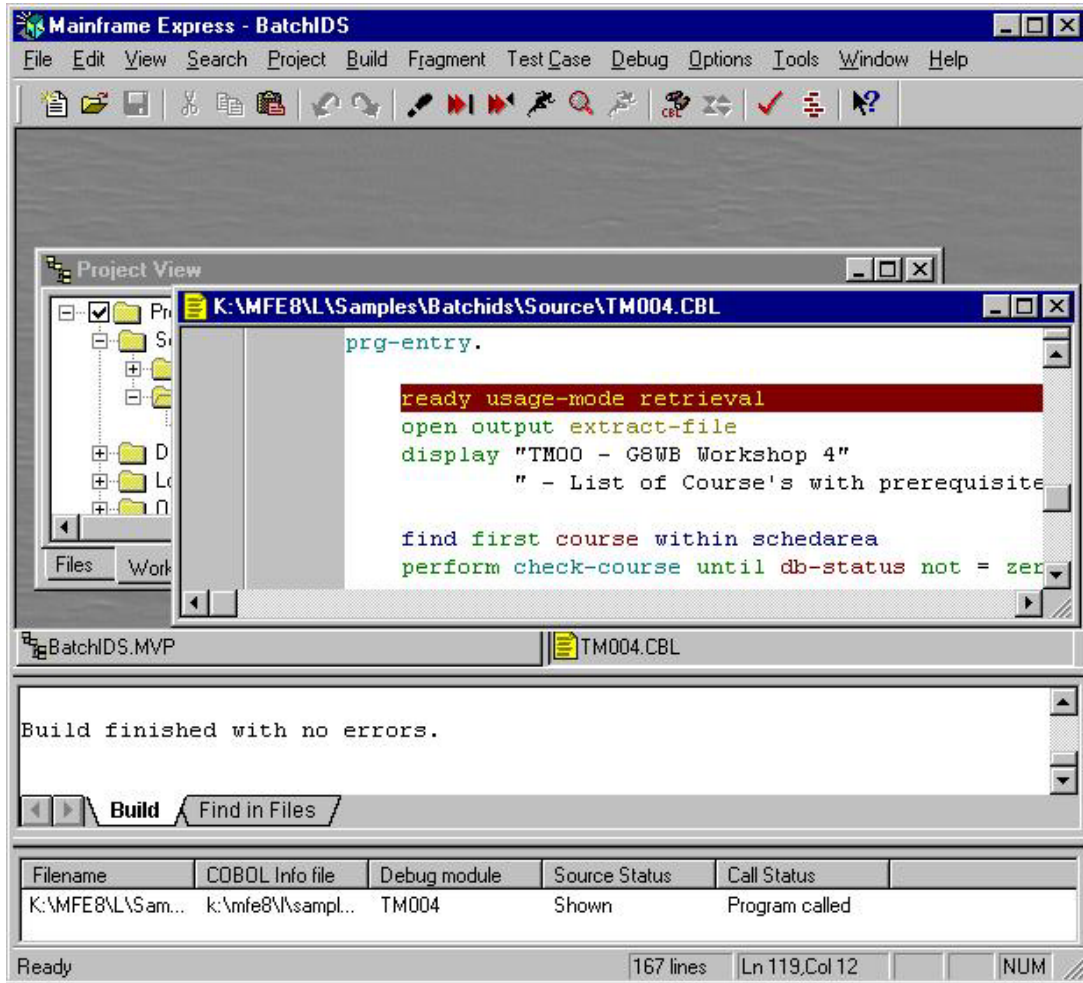 Mainframe Express - BatchIDS
File Edit View Search Project Build Fragment Test Case Debug Options Tools Window Help
CBL
Project View
K:\MFE8\L\Samples\Batchids\Source\TM004.CBL
Pr
S
D
Lo
prg-entry.
ready usage-mode retrieval
open output extract-file
display "TM00 - G8WB Workshop 4"
" - List of Course's with prerequisite
find first course within schedarea
perform check-course until db-status not = zer
Files Work
BatchIDS.MVP TM004.CBL
Build finished with no errors.
Build Find in Files
Filename COBOL Info file Debug module Source Status Call Status
K:\MFE8\L\Sam... k:\mfe8\l\sampl... TM004 Shown Program called
Ready 167 lines Ln 119,Col 12 NUM